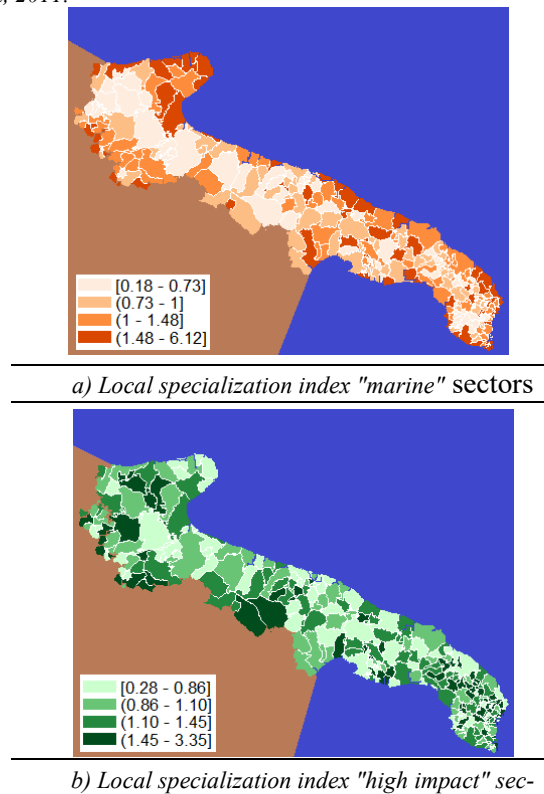 2011.
[0.18 - 0.73]
(0.73 - 1]
(1 - 1.48]
(1.48 - 6.12]
a) Local specialization index "marine" sectors
[0.28 - 0.86]
(0.86 - 1.10]
(1.10 - 1.45]
(1.45 - 3.35]
b) Local specialization index "high impact" sec-